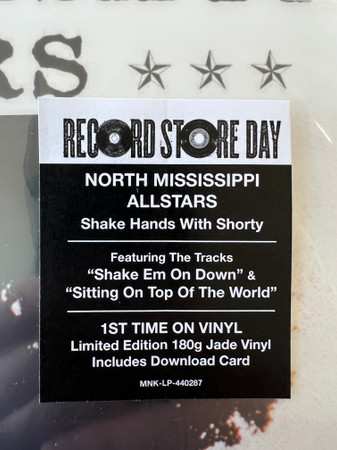 RS ★★★
RECORD STORE DAY
NORTH MISSISSIPPI
ALLSTARS
Shake Hands With Shorty
Featuring The Tracks
“Shake Em On Down” &
“Sitting On Top Of The World”
1ST TIME ON VINYL
Limited Edition 180g Jade Vinyl
Includes Download Card
MNK-LP-440287